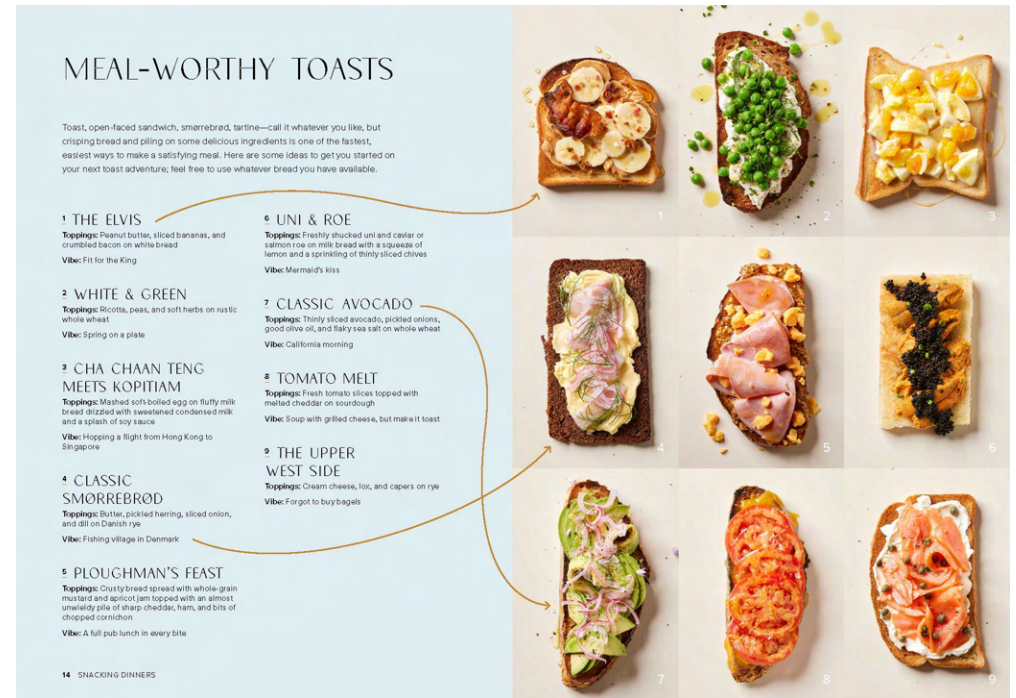 MEAL-WORTHY TOASTS
Toast, open-faced sandwich, smørrebrød, tartine—call it whatever you like, but
crisping bread and piling on some delicious ingredients is one of the fastest,
easiest ways to make a satisfying meal. Here are some ideas to get you started on
your next toast adventure; feel free to use whatever bread you have available.
1 THE ELVIS
Toppings: Peanut butter, sliced bananas, and
crumbled bacon on white bread
Vibe: Fit for the King
2 WHITE & GREEN
Toppings: Ricotta, peas, and soft herbs on rustic
whole wheat
Vibe: Spring on a plate
3 CHA CHAAN TENG
MEETS KOPITIAM
Toppings: Mashed soft-boiled egg on fluffy milk
bread drizzled with sweetened condensed milk
and a splash of soy sauce
Vibe: Hopping a flight from Hong Kong to
Singapore
4 CLASSIC
SMØRREBRØD
Toppings: Butter, pickled herring, sliced onion,
and dill on Danish rye
Vibe: Fishing village in Denmark
5 PLOUGHMAN'S FEAST
Toppings: Crusty bread spread with whole-grain
mustard and apricot jam topped with an almost
unwieldy pile of sharp cheddar, ham, and bits of
chopped cornichon
Vibe: A full pub lunch in every bite
6 UNI & ROE
Toppings: Freshly shucked uni and caviar or
salmon roe on milk bread with a squeeze of
lemon and a sprinkling of thinly sliced chives
Vibe: Mermaid's kiss
7 CLASSIC AVOCADO
Toppings: Thinly sliced avocado, pickled onions,
good olive oil, and flaky sea salt on whole wheat
Vibe: California morning
8 TOMATO MELT
Toppings: Fresh tomato slices topped with
melted cheddar on sourdough
Vibe: Soup with grilled cheese, but make it toast
9 THE UPPER
WEST SIDE
Toppings: Cream cheese, lox, and capers on rye
Vibe: Forgot to buy bagels
14 SNACKING DINNERS
1
2
3
4
5
6
7
8
9